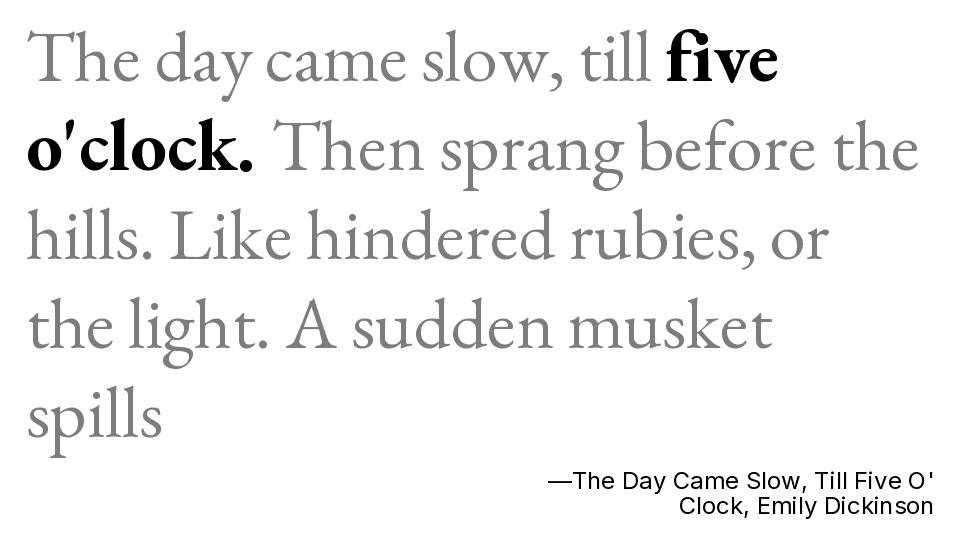 The day came slow, till five
o'clock. Then sprang before the
hills. Like hindered rubies, or
the light. A sudden musket
spills
—The Day Came Slow, Till Five O'
Clock, Emily Dickinson